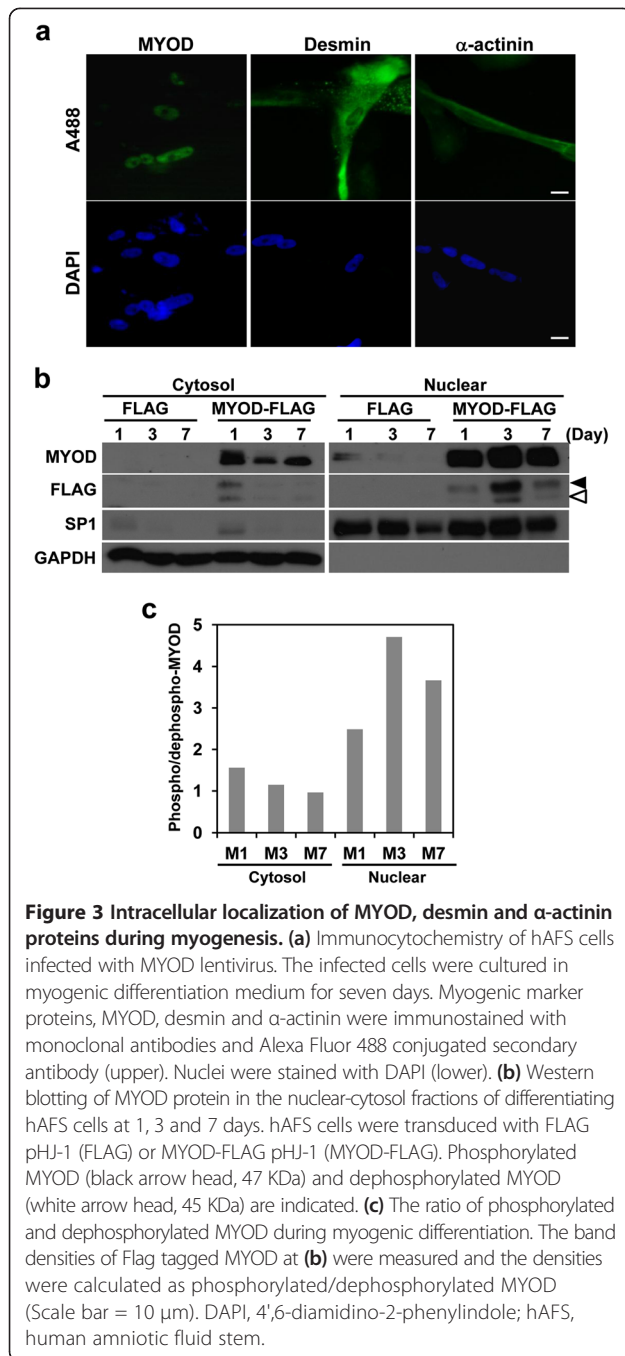 a
MYOD Desmin α-actinin
A488
DAPI
b
Cytosol Nuclear
FLAG MYOD-FLAG FLAG MYOD-FLAG
1 3 7 1 3 7 1 3 7 1 3 7 (Day)
MYOD
FLAG
SP1
GAPDH
c
Phospho/dephospho-MYOD
5
4
3
2
1
0
M1 M3 M7 M1 M3 M7
Cytosol Nuclear
Figure 3 Intracellular localization of MYOD, desmin and α-actinin
proteins during myogenesis. (a) Immunocytochemistry of hAFS cells
infected with MYOD lentivirus. The infected cells were cultured in
myogenic differentiation medium for seven days. Myogenic marker
proteins, MYOD, desmin and α-actinin were immunostained with
monoclonal antibodies and Alexa Fluor 488 conjugated secondary
antibody (upper). Nuclei were stained with DAPI (lower). (b) Western
blotting of MYOD protein in the nuclear-cytosol fractions of differentiating
hAFS cells at 1, 3 and 7 days. hAFS cells were transduced with FLAG
pHJ-1 (FLAG) or MYOD-FLAG pHJ-1 (MYOD-FLAG). Phosphorylated
MYOD (black arrow head, 47 KDa) and dephosphorylated MYOD
(white arrow head, 45 KDa) are indicated. (c) The ratio of phosphorylated
and dephosphorylated MYOD during myogenic differentiation. The band
densities of Flag tagged MYOD at (b) were measured and the densities
were calculated as phosphorylated/dephosphorylated MYOD
(Scale bar = 10 μm). DAPI, 4',6-diamidino-2-phenylindole; hAFS,
human amniotic fluid stem.